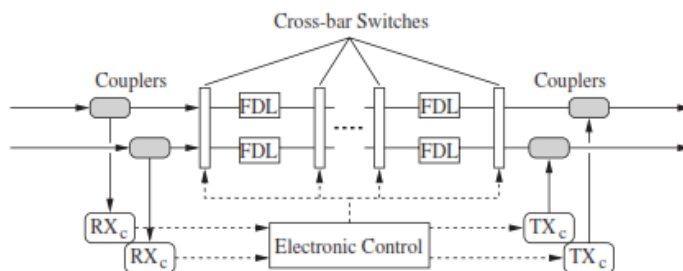 Cross-bar Switches
Couplers
Couplers
FDL
FDL
FDL
FDL
RXc
TXc
Electronic Control
RXc
TXc